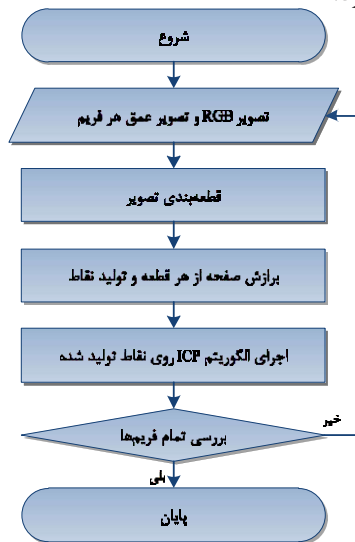 شروع
تصویر RGB و تصویر عمق هر فریم
قطعه‌بندی تصویر
برازش صفحه از هر قطعه و تولید نقاط
اجرای الگوریتم ICP روی نقاط تولید شده
بررسی تمام فریم‌ها
خیر
بلی
پایان